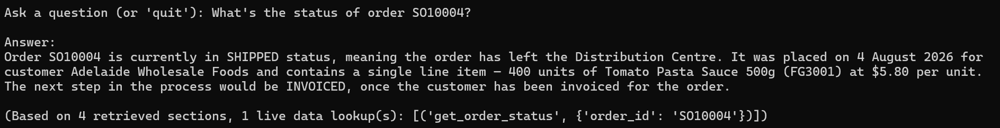 Ask a question (or 'quit'): What's the status of order SO10004?
Answer:
Order SO10004 is currently in SHIPPED status, meaning the order has left the Distribution Centre. It was placed on 4 August 2026 for
customer Adelaide Wholesale Foods and contains a single line item — 400 units of Tomato Pasta Sauce 500g (FG3001) at $5.80 per unit.
The next step in the process would be INVOICED, once the customer has been invoiced for the order.
(Based on 4 retrieved sections, 1 live data lookup(s): [('get_order_status', {'order_id': 'SO10004'})])